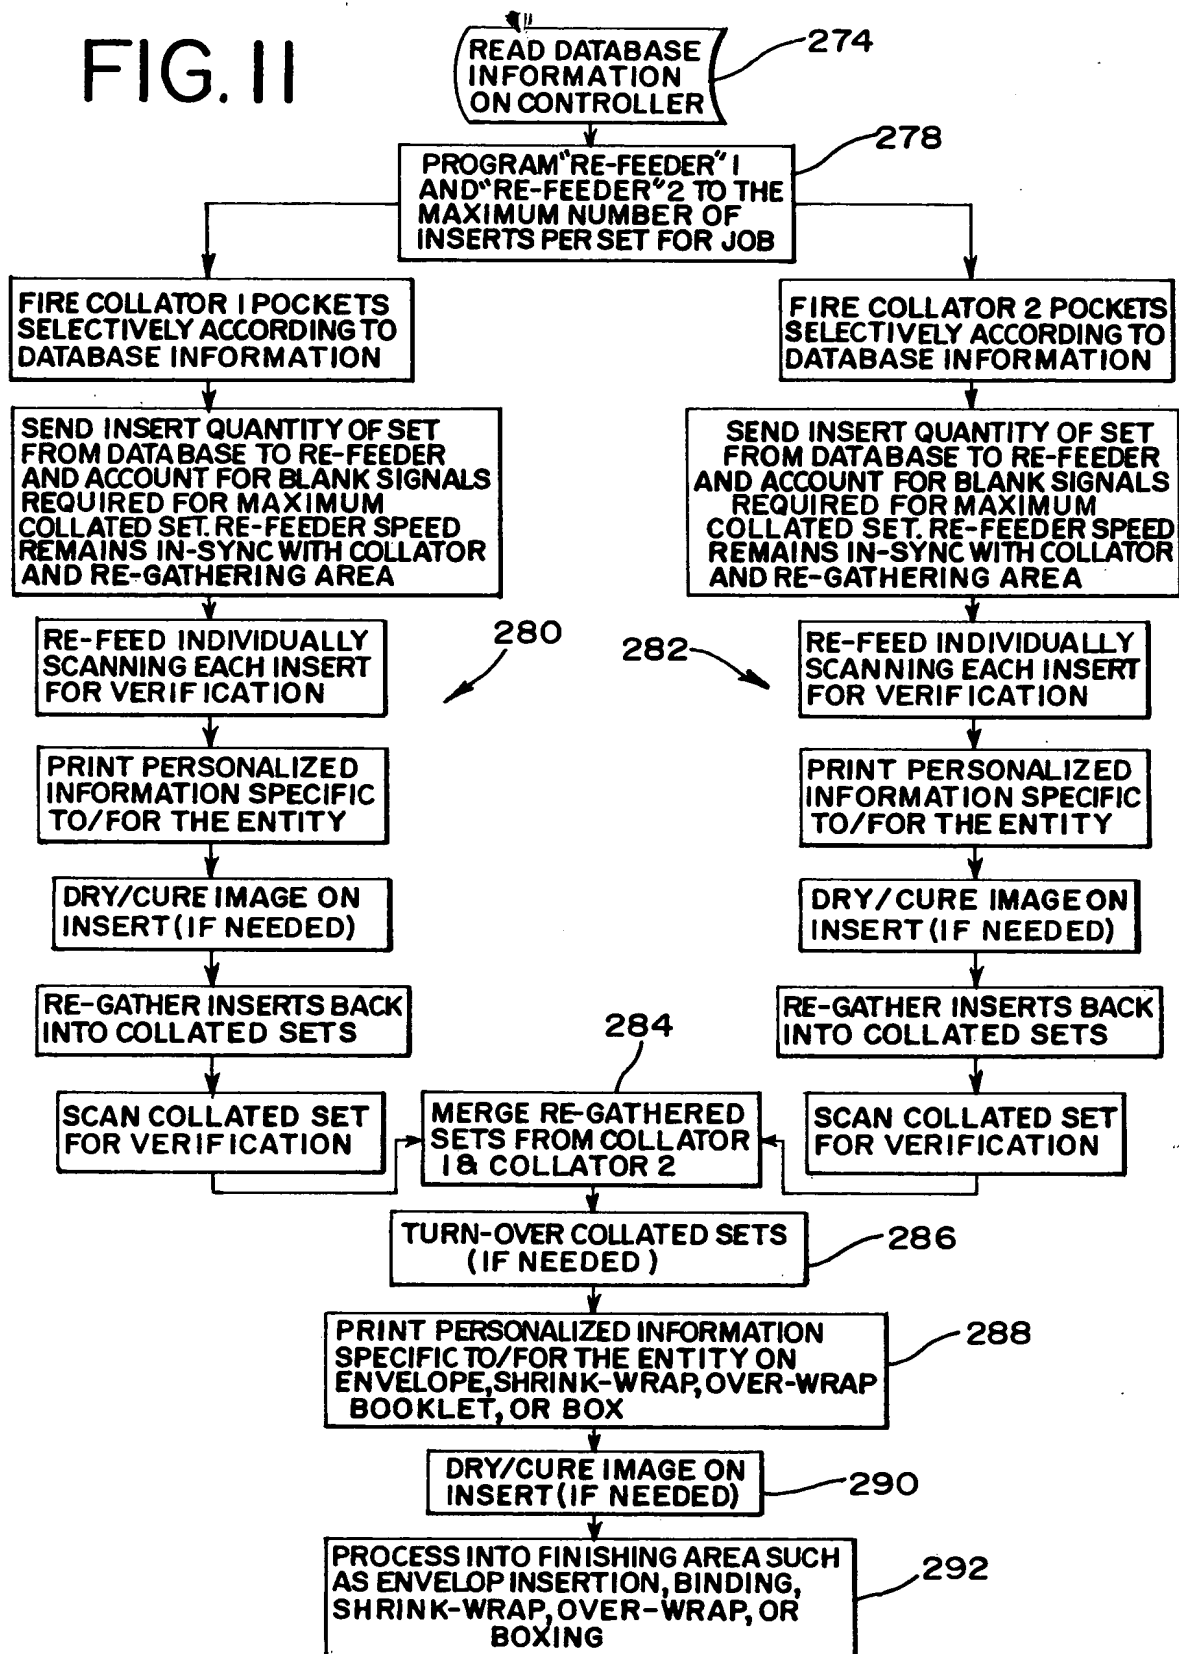 FIG. 11
READ DATABASE
INFORMATION
ON CONTROLLER
274
PROGRAM "RE-FEEDER" 1
AND "RE-FEEDER" 2 TO THE
MAXIMUM NUMBER OF
INSERTS PER SET FOR JOB
278
FIRE COLLATOR 1 POCKETS
SELECTIVELY ACCORDING TO
DATABASE INFORMATION
SEND INSERT QUANTITY OF SET
FROM DATABASE TO RE-FEEDER
AND ACCOUNT FOR BLANK SIGNALS
REQUIRED FOR MAXIMUM
COLLATED SET. RE-FEEDER SPEED
REMAINS IN-SYNC WITH COLLATOR
AND RE-GATHERING AREA
RE-FEED INDIVIDUALLY
SCANNING EACH INSERT
FOR VERIFICATION
280
PRINT PERSONALIZED
INFORMATION SPECIFIC
TO/FOR THE ENTITY
DRY/CURE IMAGE ON
INSERT (IF NEEDED)
RE-GATHER INSERTS BACK
INTO COLLATED SETS
SCAN COLLATED SET
FOR VERIFICATION
FIRE COLLATOR 2 POCKETS
SELECTIVELY ACCORDING TO
DATABASE INFORMATION
SEND INSERT QUANTITY OF SET
FROM DATABASE TO RE-FEEDER
AND ACCOUNT FOR BLANK SIGNALS
REQUIRED FOR MAXIMUM
COLLATED SET. RE-FEEDER SPEED
REMAINS IN-SYNC WITH COLLATOR
AND RE-GATHERING AREA
282
RE-FEED INDIVIDUALLY
SCANNING EACH INSERT
FOR VERIFICATION
PRINT PERSONALIZED
INFORMATION SPECIFIC
TO/FOR THE ENTITY
DRY/CURE IMAGE ON
INSERT (IF NEEDED)
RE-GATHER INSERTS BACK
INTO COLLATED SETS
SCAN COLLATED SET
FOR VERIFICATION
284
MERGE RE-GATHERED
SETS FROM COLLATOR
1 & COLLATOR 2
TURN-OVER COLLATED SETS
(IF NEEDED)
286
PRINT PERSONALIZED INFORMATION
SPECIFIC TO/FOR THE ENTITY ON
ENVELOPE, SHRINK-WRAP, OVER-WRAP
BOOKLET, OR BOX
288
DRY/CURE IMAGE ON
INSERT (IF NEEDED)
290
PROCESS INTO FINISHING AREA SUCH
AS ENVELOP INSERTION, BINDING,
SHRINK-WRAP, OVER-WRAP, OR
BOXING
292